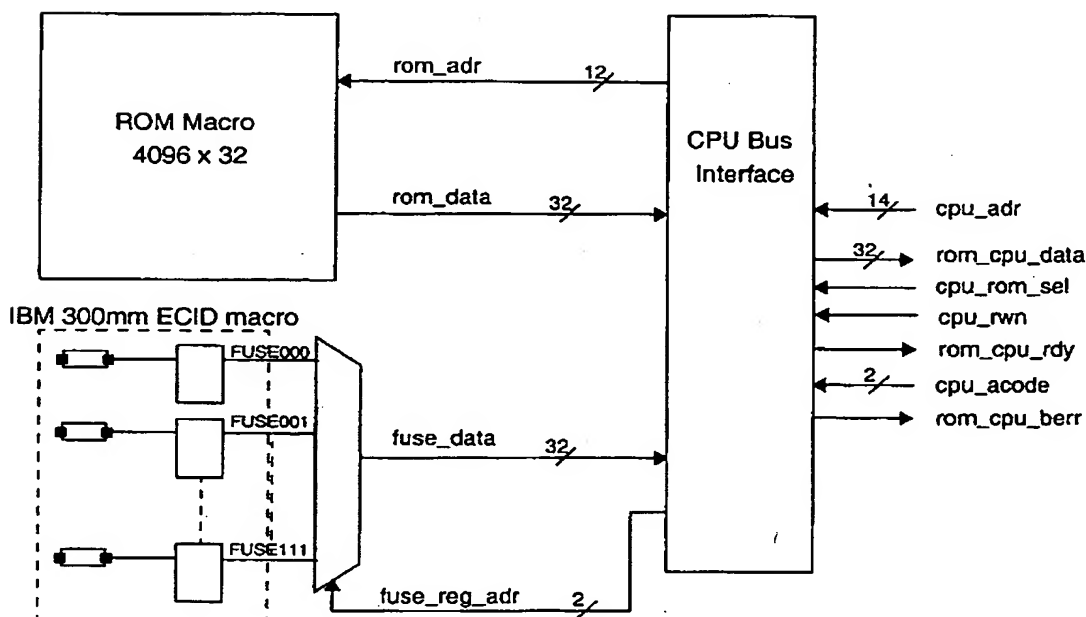 rom_adr
12
ROM Macro
4096 x 32
CPU Bus
Interface
rom_data
32
14
cpu_adr
32
rom_cpu_data
cpu_rom_sel
cpu_rwn
rom_cpu_rdy
2
cpu_acode
rom_cpu_berr
IBM 300mm ECID macro
FUSE000
FUSE001
fuse_data
32
FUSE111
fuse_reg_adr
2